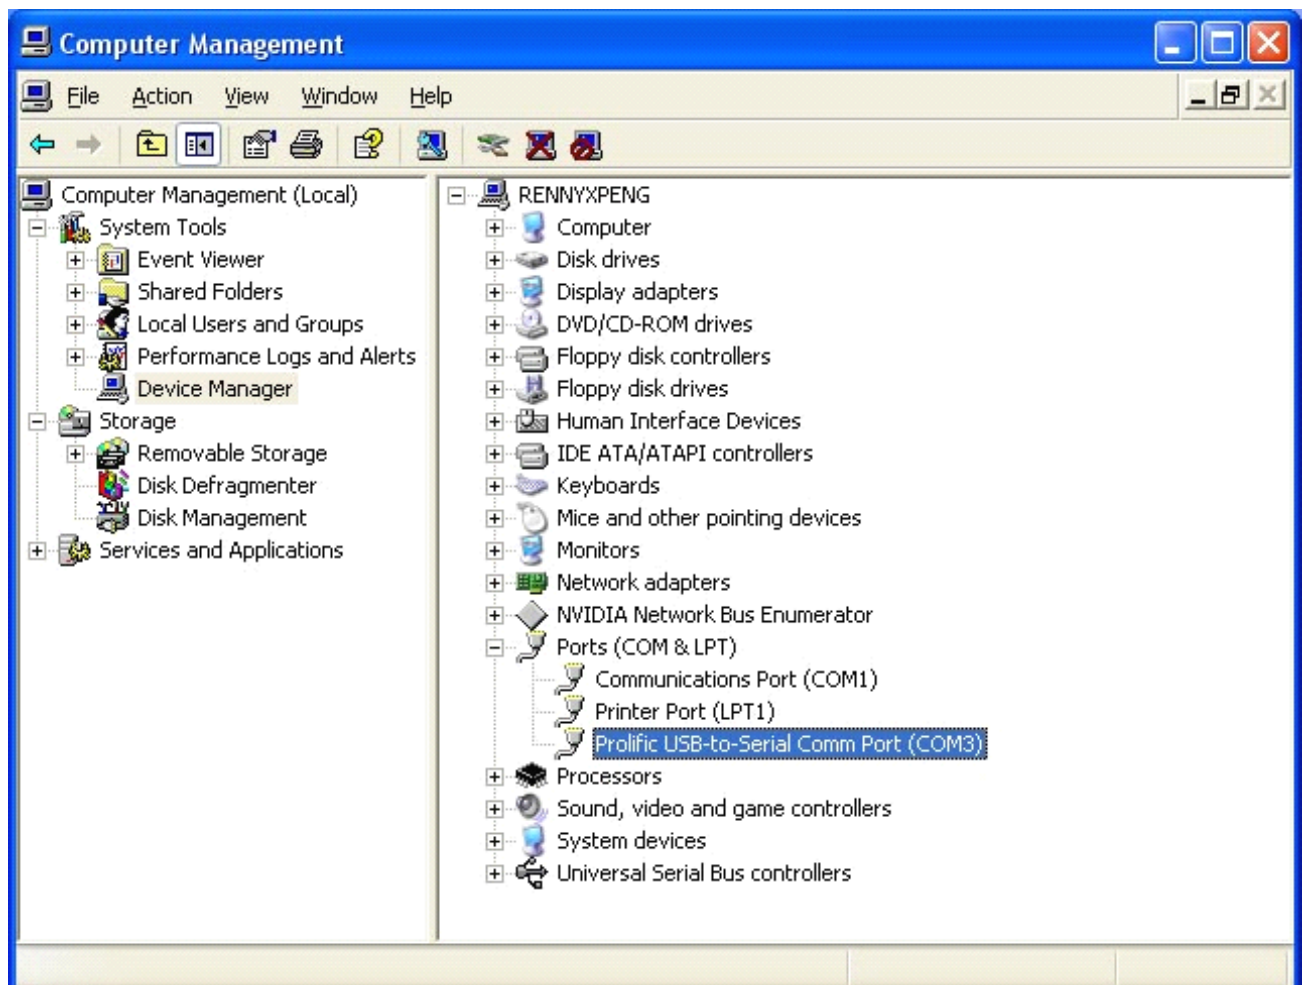 Computer Management
File Action View Window Help
Computer Management (Local)
System Tools
Event Viewer
Shared Folders
Local Users and Groups
Performance Logs and Alerts
Device Manager
Storage
Removable Storage
Disk Defragmenter
Disk Management
Services and Applications
RENNYXPENG
Computer
Disk drives
Display adapters
DVD/CD-ROM drives
Floppy disk controllers
Floppy disk drives
Human Interface Devices
IDE ATA/ATAPI controllers
Keyboards
Mice and other pointing devices
Monitors
Network adapters
NVIDIA Network Bus Enumerator
Ports (COM & LPT)
Communications Port (COM1)
Printer Port (LPT1)
Prolific USB-to-Serial Comm Port (COM3)
Processors
Sound, video and game controllers
System devices
Universal Serial Bus controllers